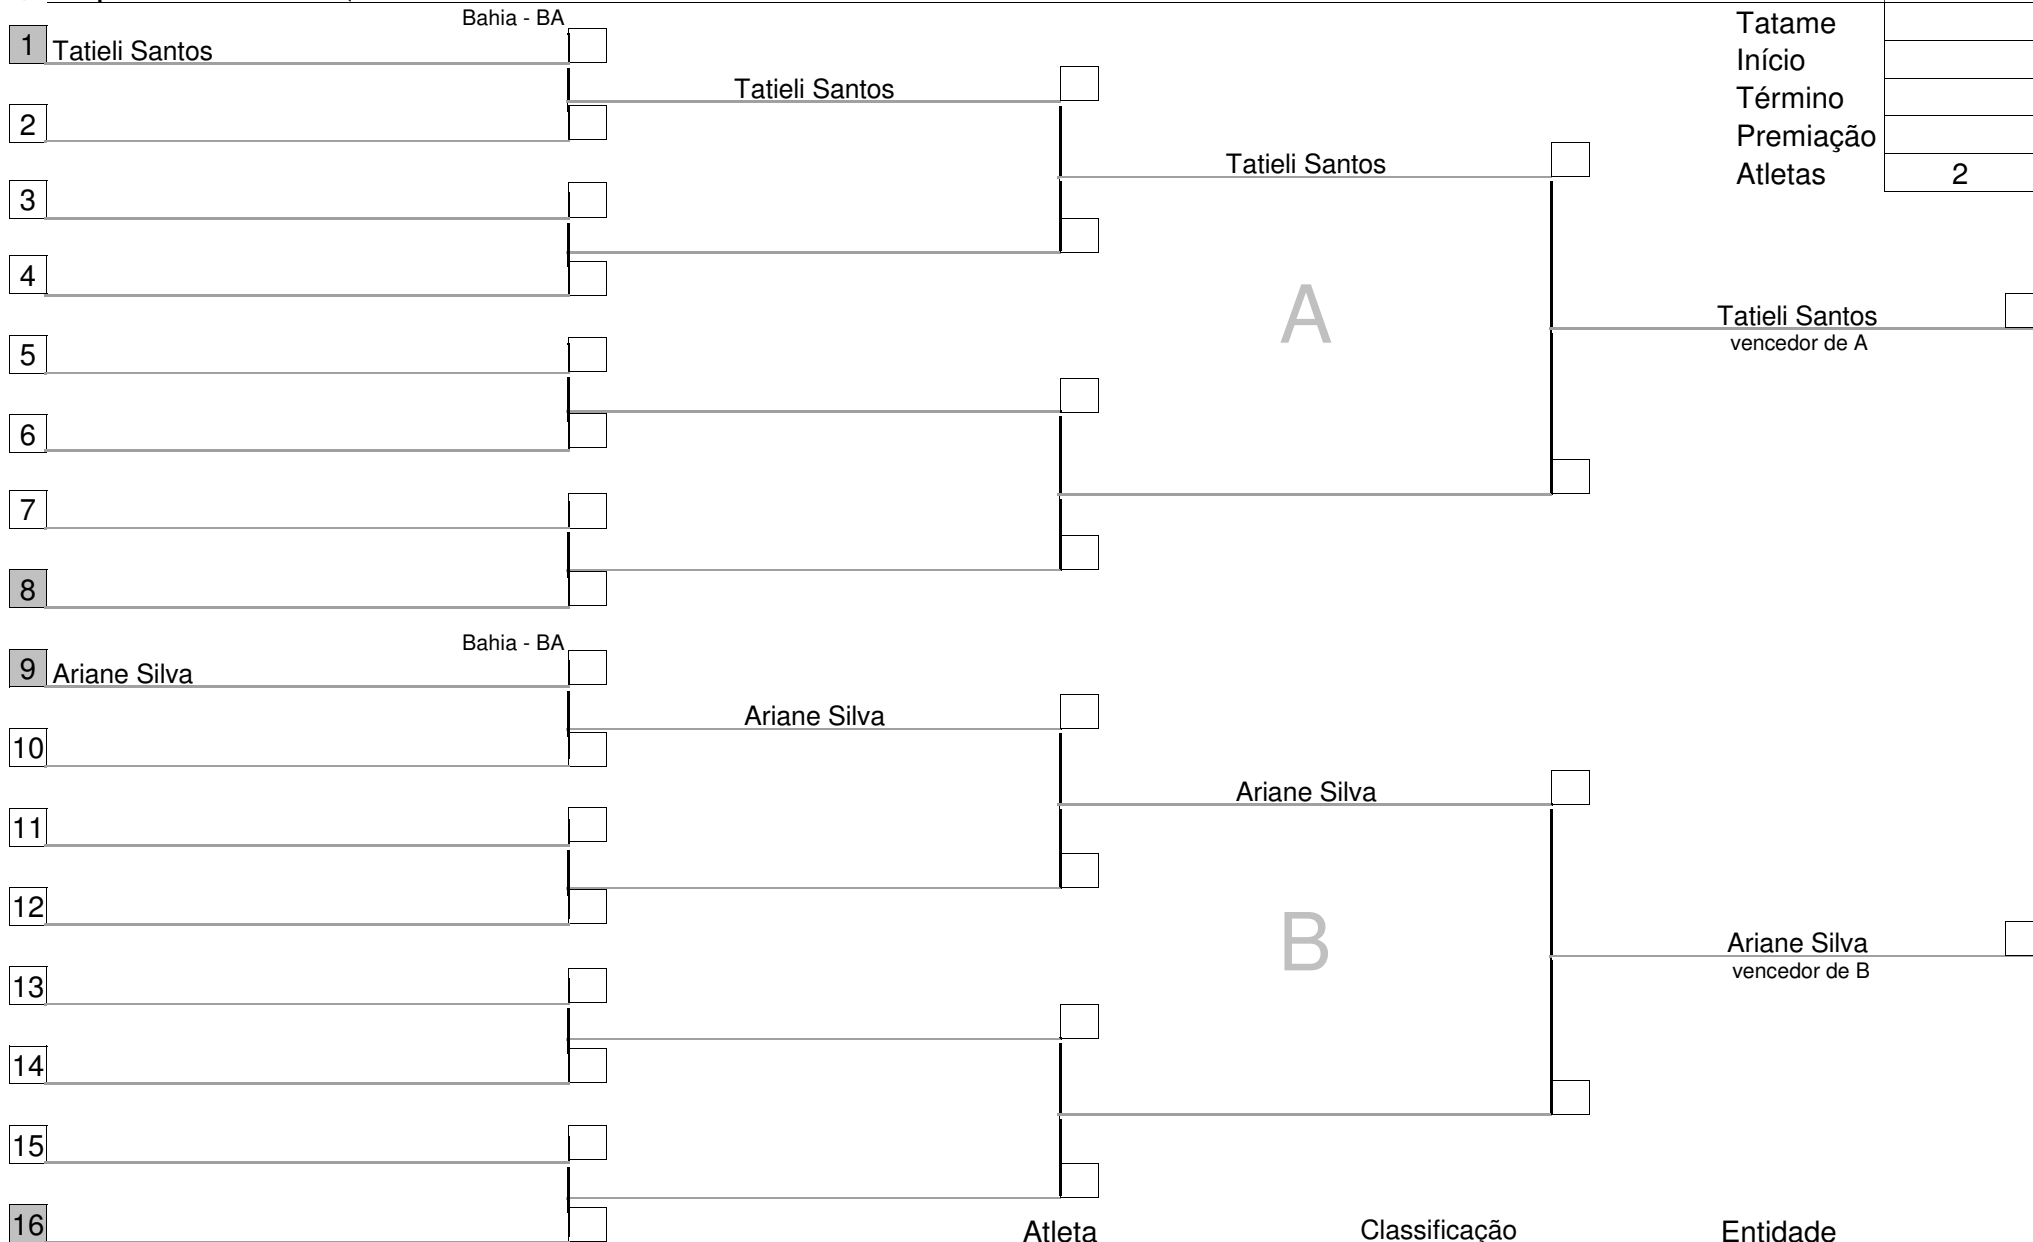 Bahia - BA
Tatame
1 Tatieli Santos
Início
Tatieli Santos
Término
2
Premiação
Tatieli Santos
Atletas 2
3
4
A
Tatieli Santos
vencedor de A
5
6
7
8
Bahia - BA
9 Ariane Silva
Ariane Silva
10
Ariane Silva
11
12
B
Ariane Silva
vencedor de B
13
14
15
16
Atleta Classificação Entidade